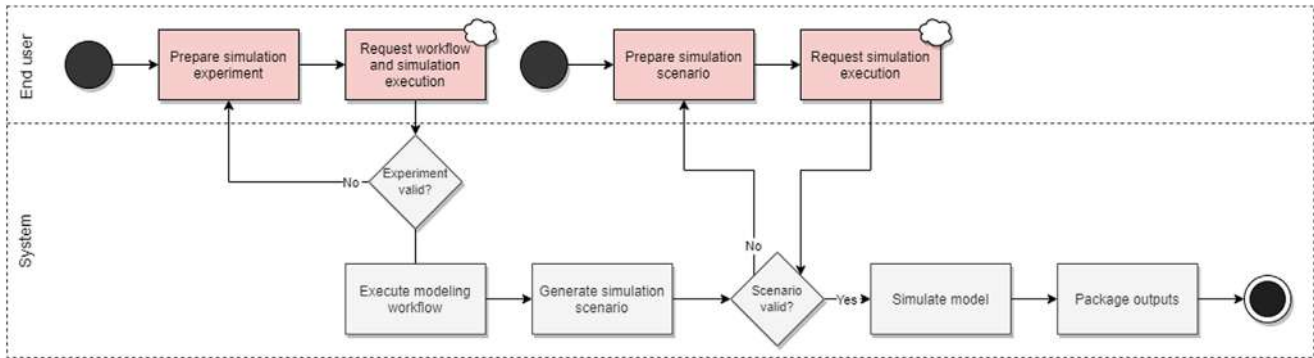 End user
Prepare simulation
experiment
Request workflow
and simulation
execution
Prepare simulation
scenario
Request simulation
execution
System
Experiment
valid?
No
No
Execute modeling
workflow
Generate simulation
scenario
Scenario
valid?
Yes
Simulate model
Package outputs